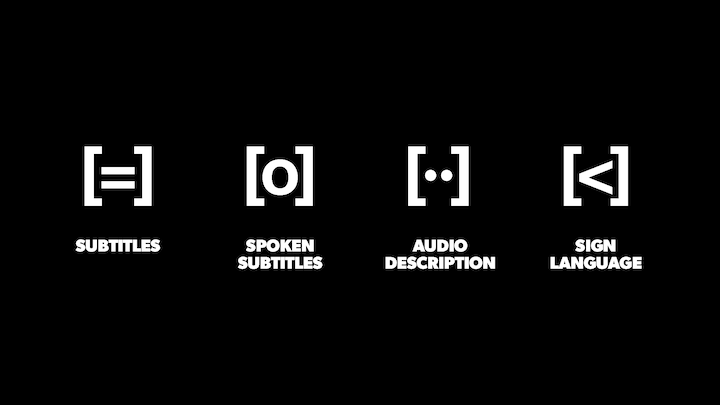 [=] [o] [··] [<]
SUBTITLES
SPOKEN
SUBTITLES
AUDIO
DESCRIPTION
SIGN
LANGUAGE